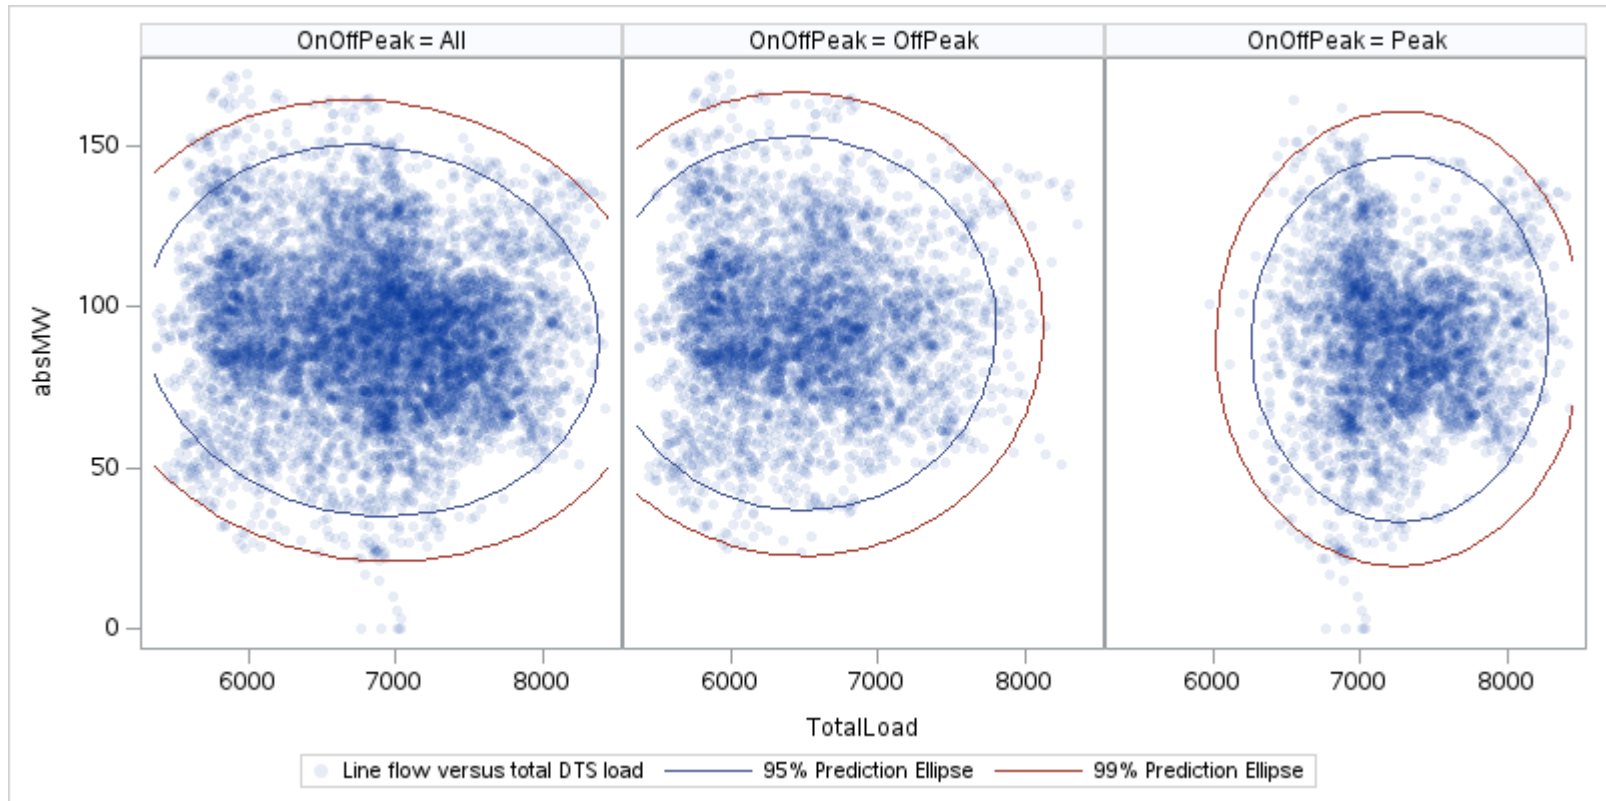 OnOffPeak = All
OnOffPeak = OffPeak
OnOffPeak = Peak
absMW
150
100
50
0
6000 7000 8000
6000 7000 8000
6000 7000 8000
TotalLoad
Line flow versus total DTS load
95% Prediction Ellipse
99% Prediction Ellipse